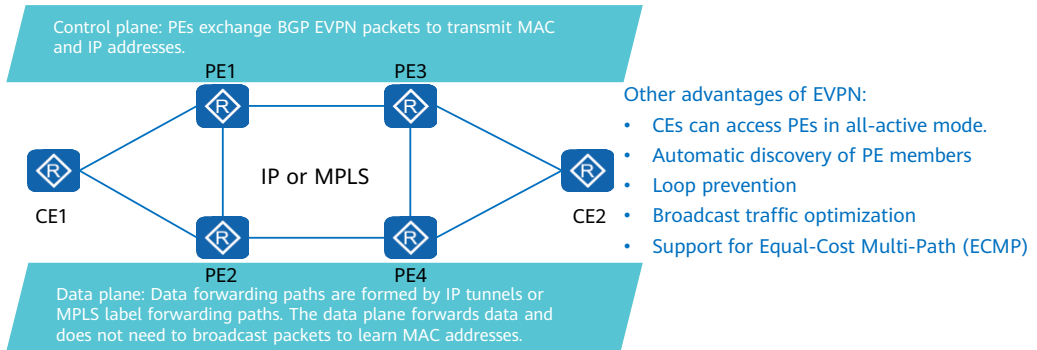 Control plane: PEs exchange BGP EVPN packets to transmit MAC
and IP addresses.
PE1
PE3
R
R
Other advantages of EVPN:
• CEs can access PEs in all-active mode.
• Automatic discovery of PE members
• Loop prevention
• Broadcast traffic optimization
• Support for Equal-Cost Multi-Path (ECMP)
R
IP or MPLS
R
CE1
CE2
R
R
PE2
PE4
Data plane: Data forwarding paths are formed by IP tunnels or
MPLS label forwarding paths. The data plane forwards data and
does not need to broadcast packets to learn MAC addresses.